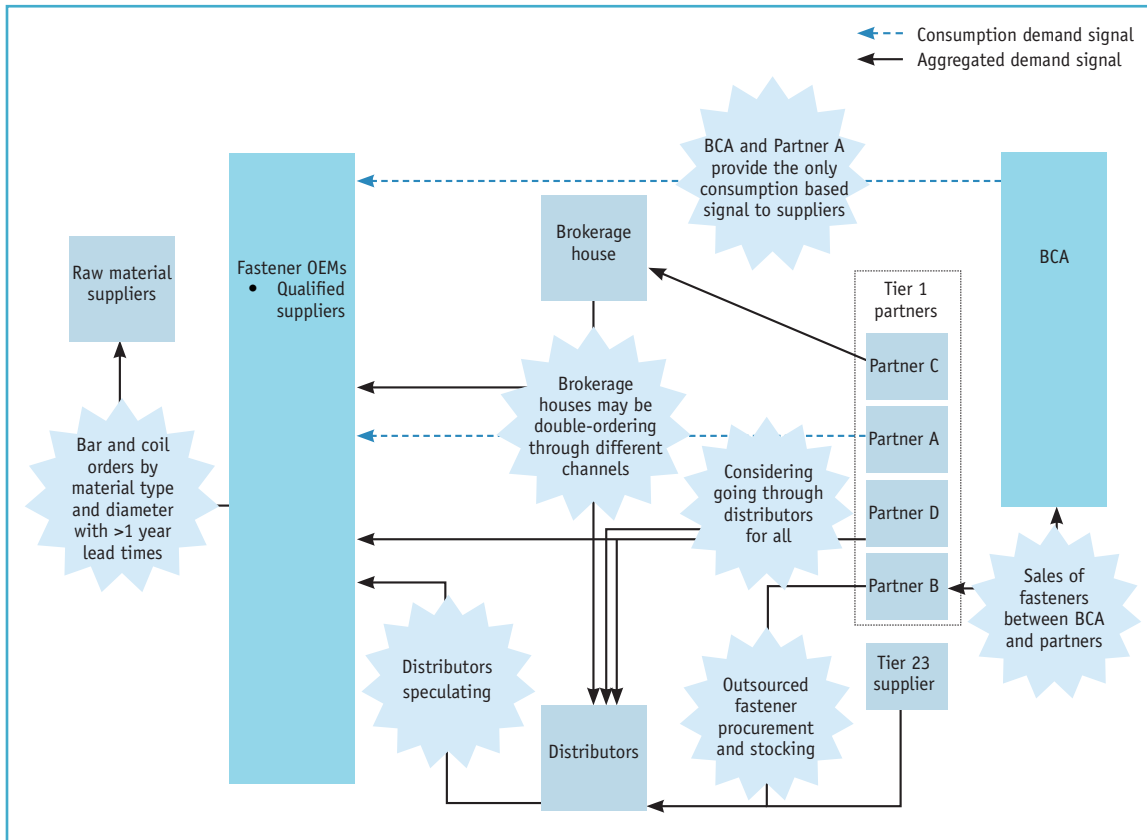 Consumption demand signal
Aggregated demand signal
BCA and Partner A
provide the only
consumption based
signal to suppliers
BCA
Brokerage
house
Raw material
suppliers
Fastener OEMs
• Qualified
suppliers
Tier 1
partners
Partner C
Partner A
Partner D
Partner B
Brokerage
houses may be
double-ordering
through different
channels
Bar and coil
orders by
material type
and diameter
with >1 year
lead times
Considering
going through
distributors
for all
Sales of
fasteners
between BCA
and partners
Distributors
speculating
Outsourced
fastener
procurement
and stocking
Tier 23
supplier
Distributors